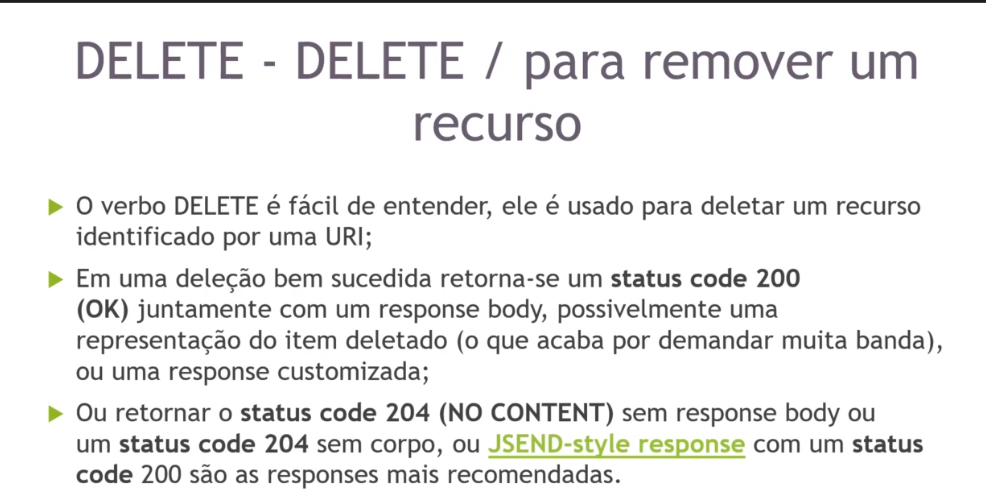 DELETE - DELETE / para remover um
recurso
O verbo DELETE é fácil de entender, ele é usado para deletar um recurso
identificado por uma URI;
Em uma deleção bem sucedida retorna-se um status code 200
(OK) juntamente com um response body, possivelmente uma
representação do item deletado (o que acaba por demandar muita banda),
ou uma response customizada;
Ou retornar o status code 204 (NO CONTENT) sem response body ou
um status code 204 sem corpo, ou JSEND-style response com um status
code 200 são as responses mais recomendadas.